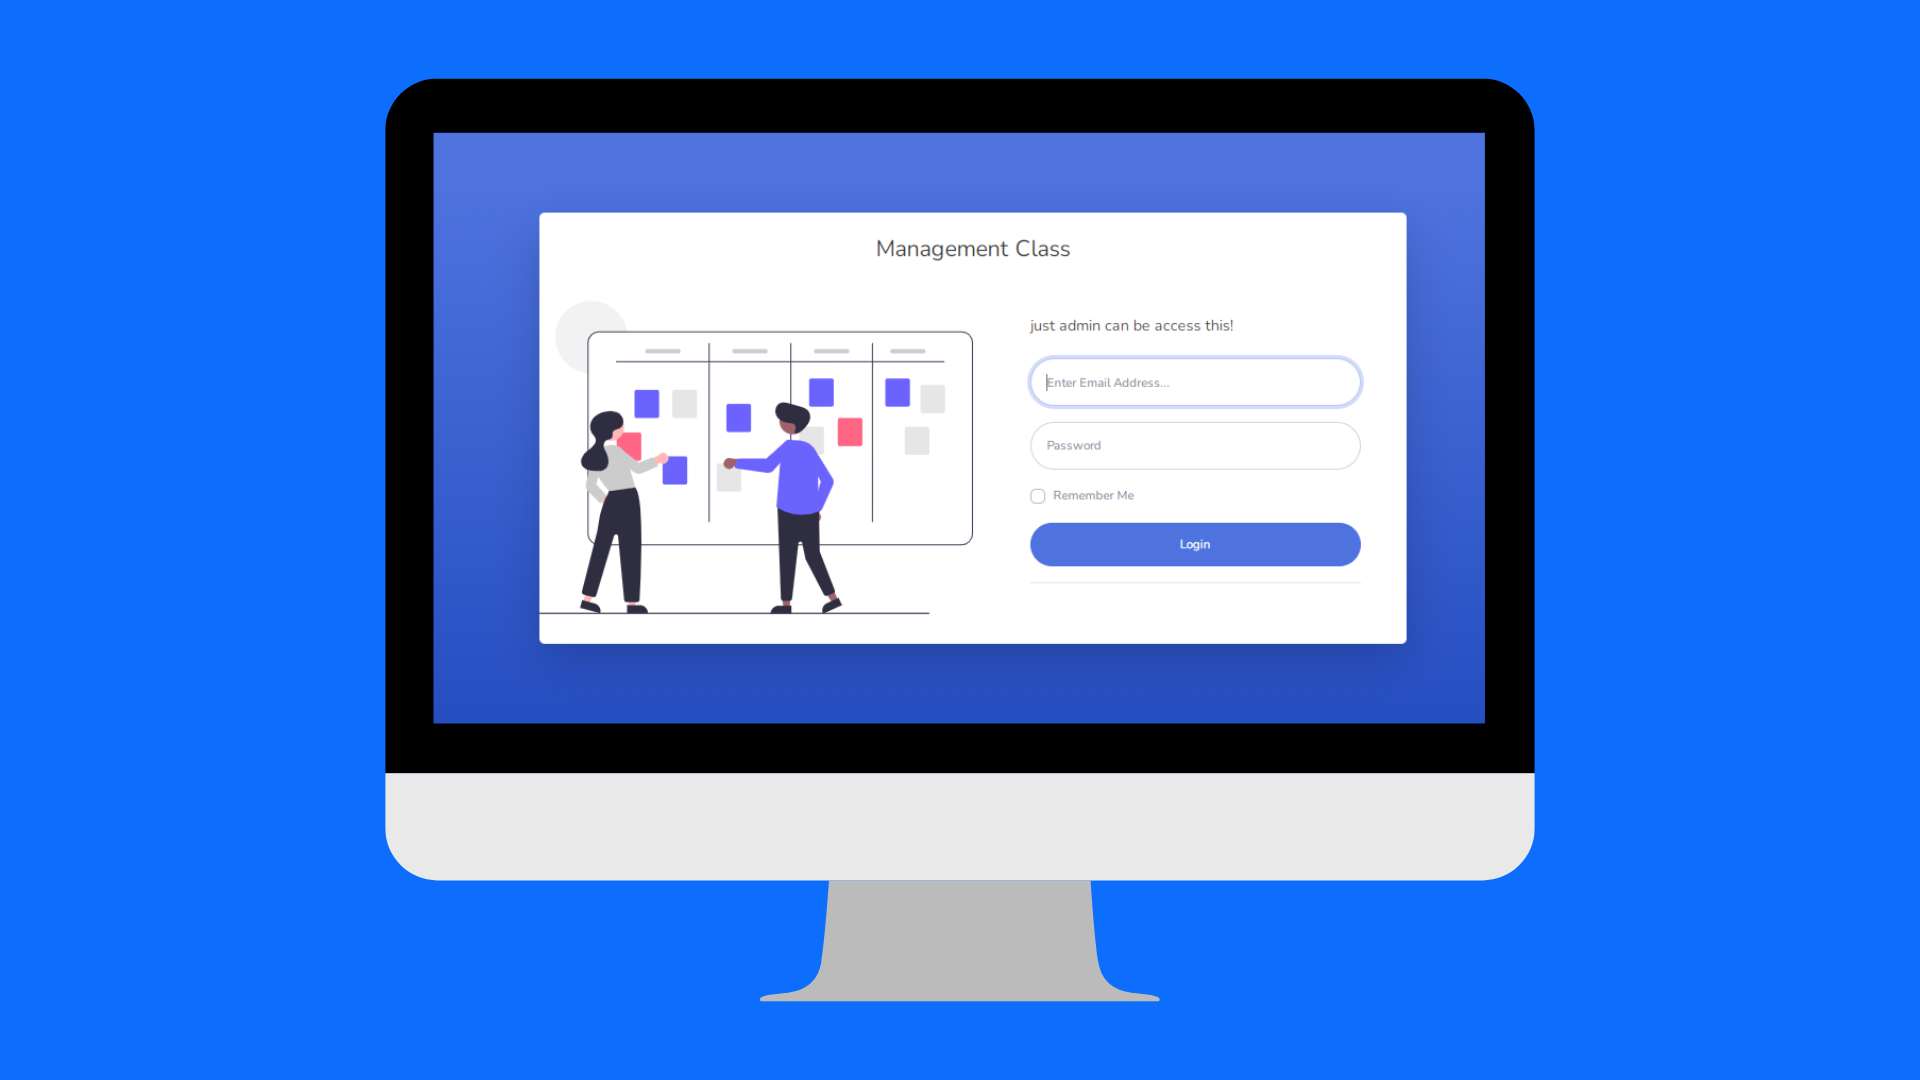 Management Class
just admin can be access this!
Enter Email Address...
Password
Remember Me
Login